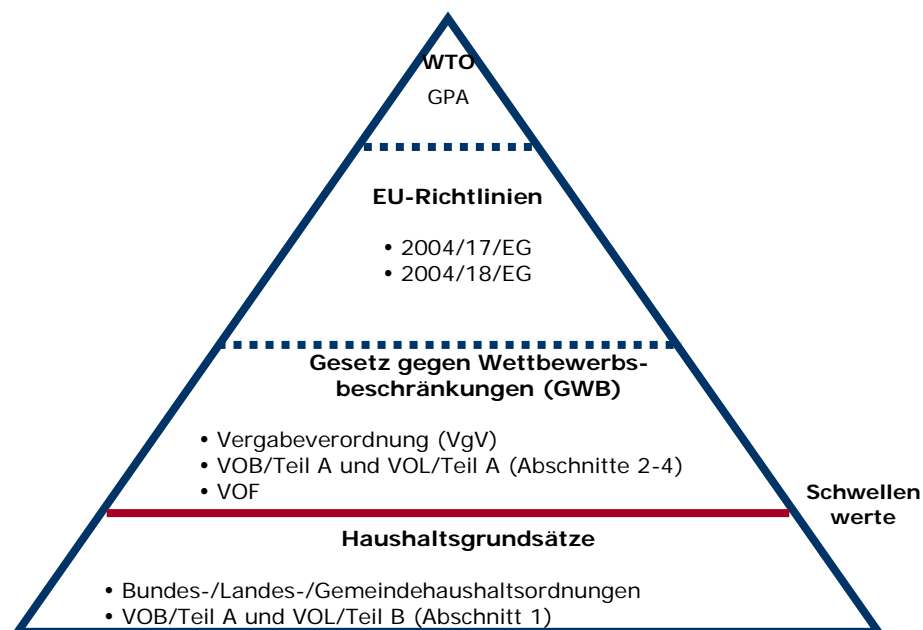 WTO
GPA
EU-Richtlinien
• 2004/17/EG
• 2004/18/EG
Gesetz gegen Wettbewerbs-
beschränkungen (GWB)
• Vergabeverordnung (VgV)
• VOB/Teil A und VOL/Teil A (Abschnitte 2-4)
• VOF
Schwellen
werte
Haushaltsgrundsätze
• Bundes-/Landes-/Gemeindehaushaltsordnungen
• VOB/Teil A und VOL/Teil B (Abschnitt 1)